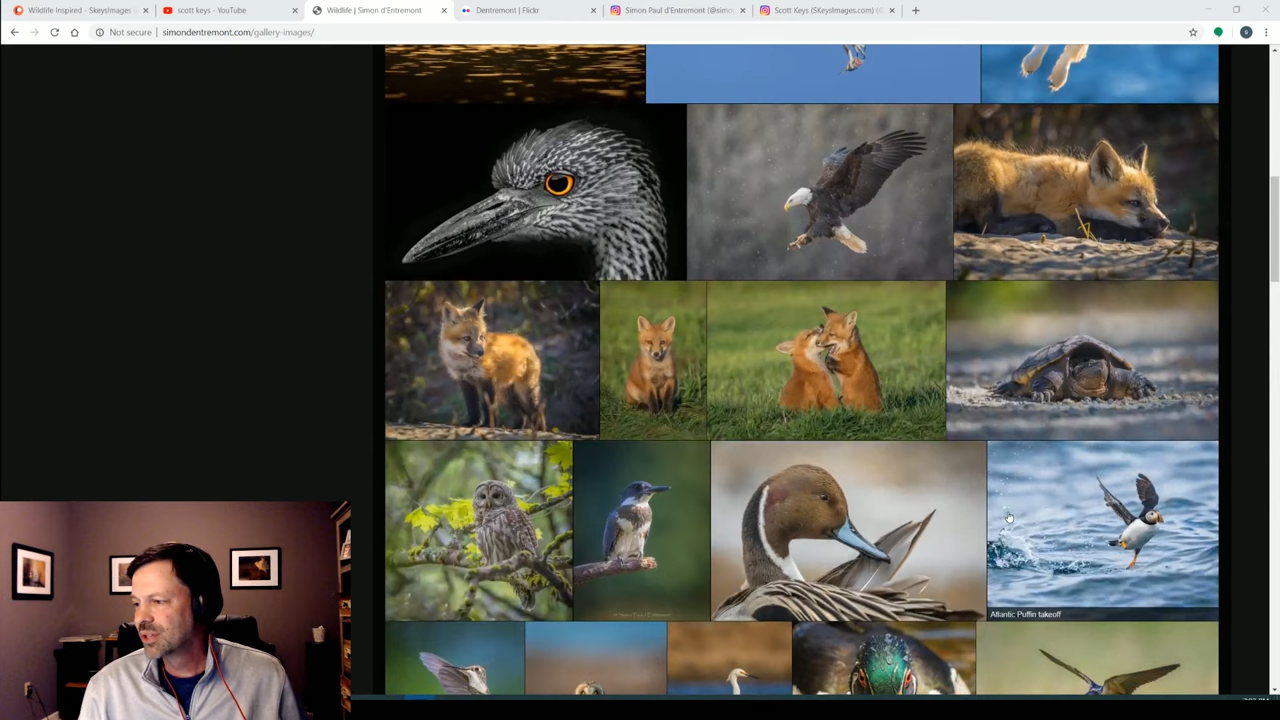 Wildlife Inspired - SkeysImages
scott keys - YouTube
Wildlife | Simon d'Entremont
Dentremont | Flickr
Simon Paul d'Entremont (@simo
Scott Keys (SKeysImages.com) (
Not secure | simondentremont.com/gallery-images/
Atlantic Puffin takeoff